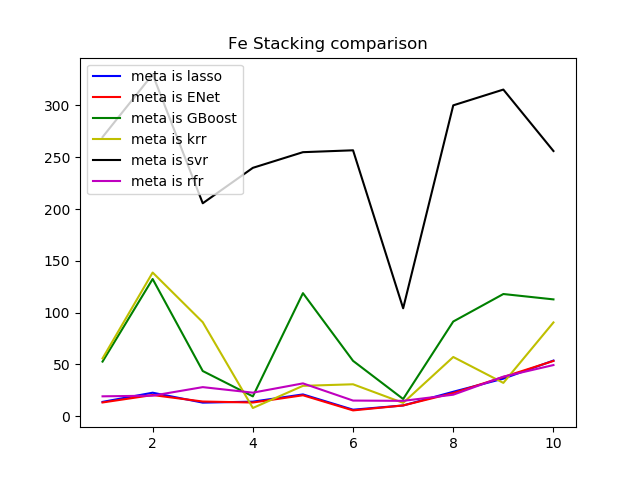 Fe Stacking comparison
meta is lasso
meta is ENet
meta is GBoost
meta is krr
meta is svr
meta is rfr
300
250
200
150
100
50
0
2 4 6 8 10